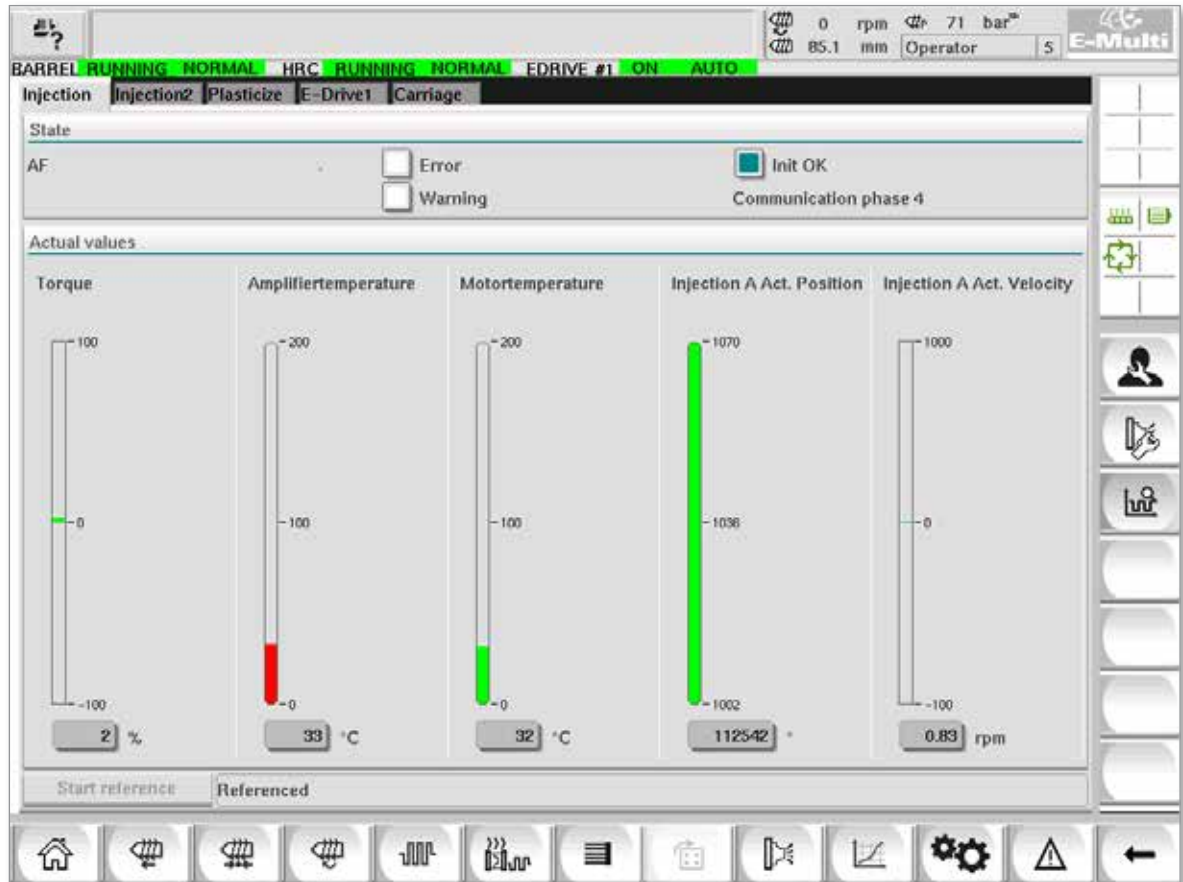 0 rpm 71 bar
85.1 mm Operator 5
E-Multi
BARREL RUNNING NORMAL HRC RUNNING NORMAL EDRIVE #1 ON AUTO
Injection Injection2 Plasticize E-Drive1 Carriage
State
AF Error Init OK
Warning Communication phase 4
Actual values
Torque Amplifiertemperature Motortemperature Injection A Act. Position Injection A Act. Velocity
100 200 200 1070 1000
0 100 100 1036 0
-100 0 0 1002 -100
2 % 33 °C 32 °C 112542 ° 0.83 rpm
Start reference Referenced